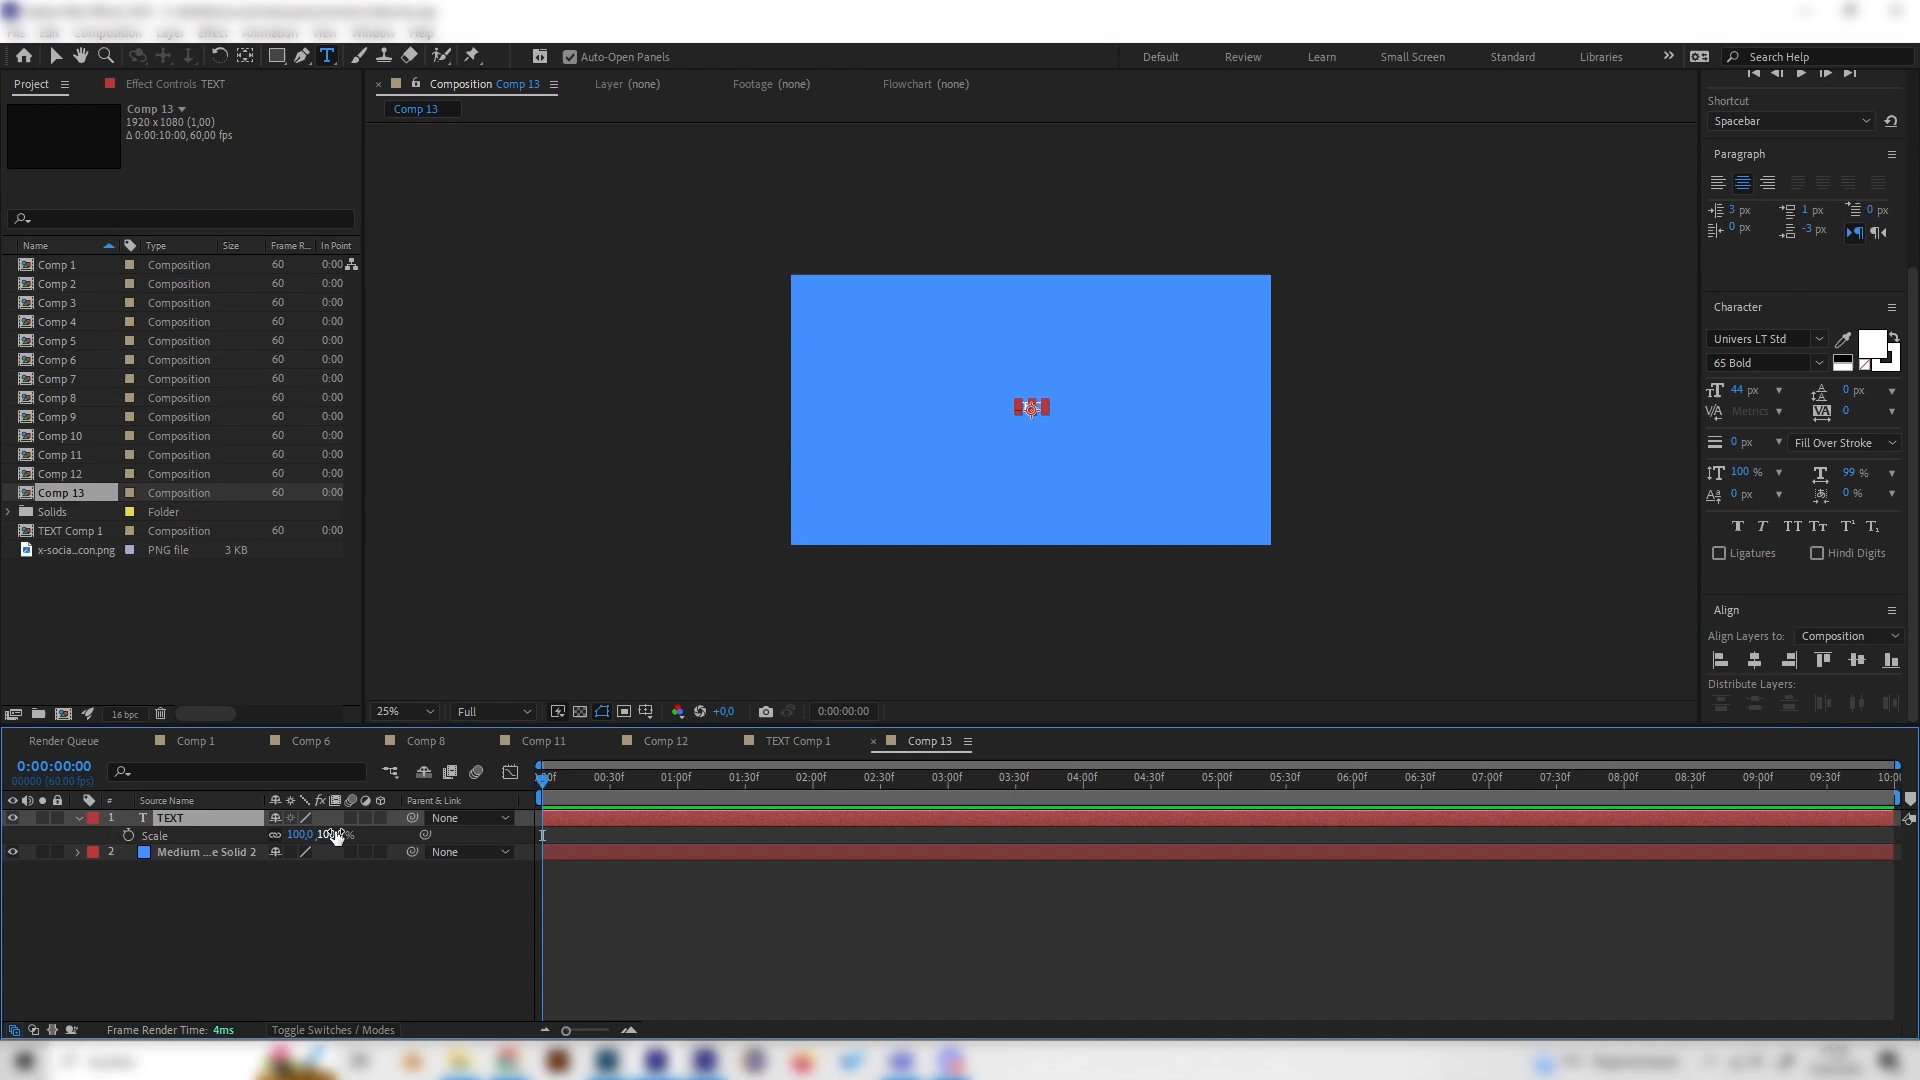 Auto-Open Panels
Default
Review
Learn
Small Screen
Standard
Libraries
Search Help
Project
Effect Controls TEXT
Composition Comp 13
Layer (none)
Footage (none)
Flowchart (none)
Comp 13
1920 x 1080 (1,00)
Δ 0:00:10:00, 60,00 fps
Comp 13
Shortcut
Spacebar
Paragraph
3 px
1 px
0 px
0 px
-3 px
Name
Type
Size
Frame R...
In Point
Comp 1 Composition 60 0:00
Comp 2 Composition 60 0:00
Comp 3 Composition 60 0:00
Comp 4 Composition 60 0:00
Comp 5 Composition 60 0:00
Comp 6 Composition 60 0:00
Comp 7 Composition 60 0:00
Comp 8 Composition 60 0:00
Comp 9 Composition 60 0:00
Comp 10 Composition 60 0:00
Comp 11 Composition 60 0:00
Comp 12 Composition 60 0:00
Comp 13 Composition 60 0:00
Solids Folder
TEXT Comp 1 Composition 60 0:00
x-socia...con.png PNG file 3 KB
Character
Univers LT Std
65 Bold
44 px
0 px
Metrics
0
0 px
Fill Over Stroke
100 %
99 %
0 px
0 %
Ligatures
Hindi Digits
Align
Align Layers to: Composition
Distribute Layers:
16 bpc
25%
Full
+0,0
0:00:00:00
Render Queue
Comp 1
Comp 6
Comp 8
Comp 11
Comp 12
TEXT Comp 1
Comp 13
0:00:00:00
00000 (60.00 fps)
00:30f 01:00f 01:30f 02:00f 02:30f 03:00f 03:30f 04:00f 04:30f 05:00f 05:30f 06:00f 06:30f 07:00f 07:30f 08:00f 08:30f 09:00f 09:30f 10:0
# Source Name Parent & Link
1 T TEXT None
Scale 100,0
2 Medium ...e Solid 2 None
Frame Render Time: 4ms
Toggle Switches / Modes